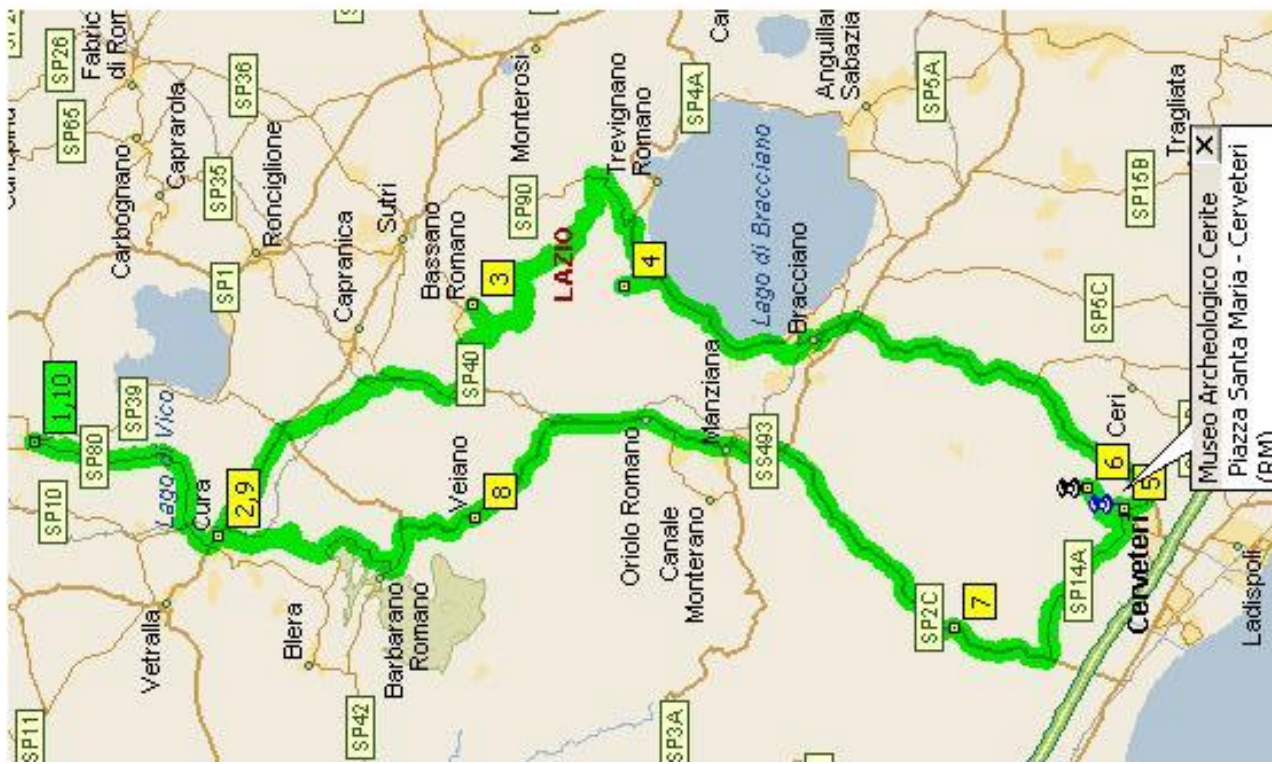 SP11
SP10
SP80
SP39
1,10
SP65
SP26
Fabric
di Rom
Carbognano
Caprarola
SP35
SP36
Ronciglione
SP1
Lago di Vico
Cura
2,9
Vetralla
Blera
Capranica
Sutri
Barbarano
Romano
SP42
Veiano
8
SP40
Bassano
Romano
3
SP90
Monterosi
LAZIO
Trevignano
Romano
SP4A
4
Oriolo Romano
Canale
Monterano
Manziana
SS493
SP3A
Lago di Bracciano
Bracciano
Anguillar
Sabazia
SP5A
SP2C
7
SP14A
SP5C
SP15B
Ceri
6
5
Cerveteri
Tragliata
Ladispoli
Museo Archeologico Cerite
Piazza Santa Maria - Cerveteri
(RM)